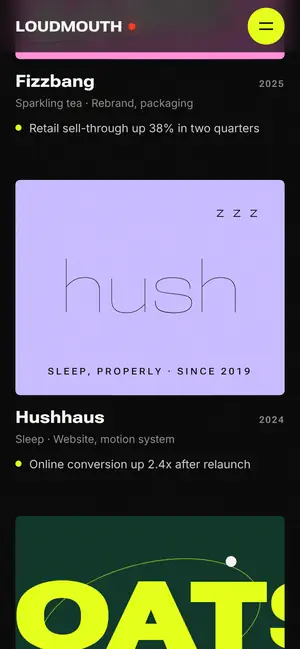 LOUDMOUTH
Fizzbang
2025
Sparkling tea · Rebrand, packaging
Retail sell-through up 38% in two quarters
z z z
hush
SLEEP, PROPERLY · SINCE 2019
Hushhaus
2024
Sleep · Website, motion system
Online conversion up 2.4x after relaunch
OATS